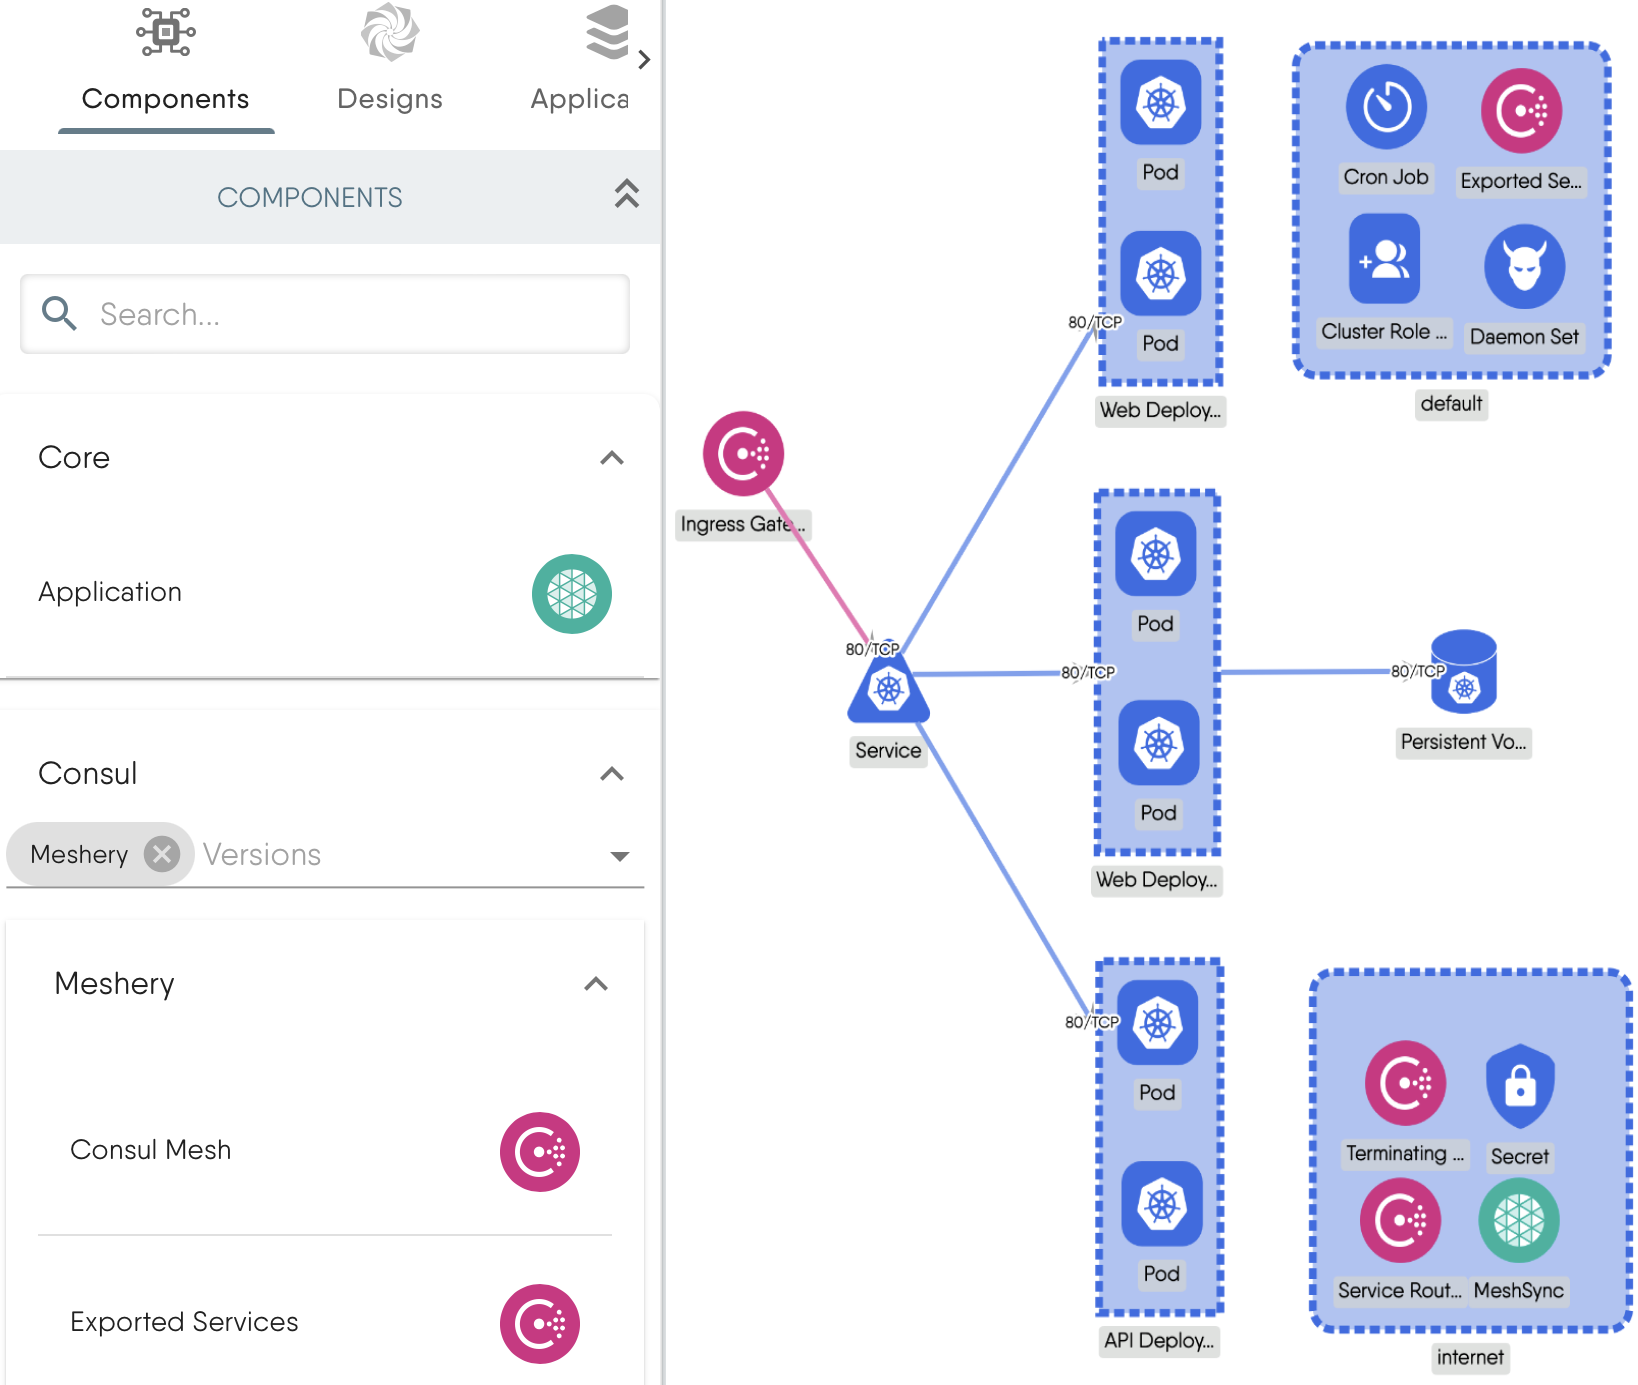 Components
Designs
Applica
COMPONENTS
Search...
Core
Application
Consul
Meshery
Versions
Meshery
Consul Mesh
Exported Services
Pod
Pod
80/TCP
Web Deploy...
Cron Job
Exported Se...
Cluster Role ...
Daemon Set
default
Ingress Gate...
80/TCP
Service
Pod
80/TCP
Pod
Web Deploy...
80/TCP
Persistent Vo...
80/TCP
Pod
Pod
API Deploy...
Terminating ...
Secret
Service Rout...
MeshSync
internet